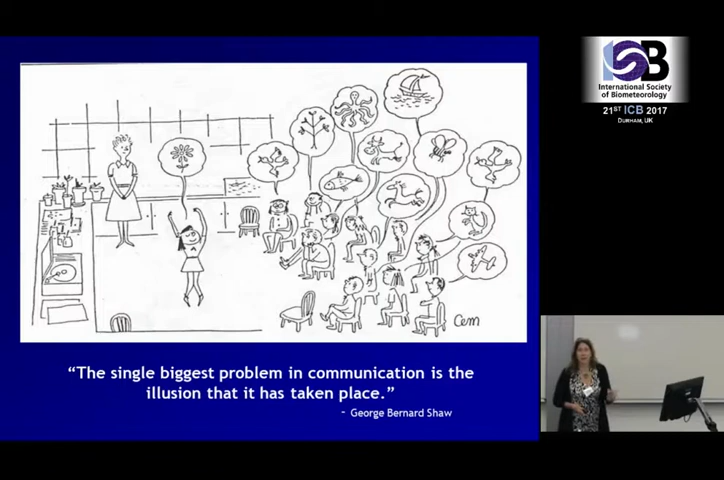 ISB
International Society
of Biometeorology
21ST ICB 2017
DURHAM, UK
Cem
“The single biggest problem in communication is the
illusion that it has taken place.”
- George Bernard Shaw